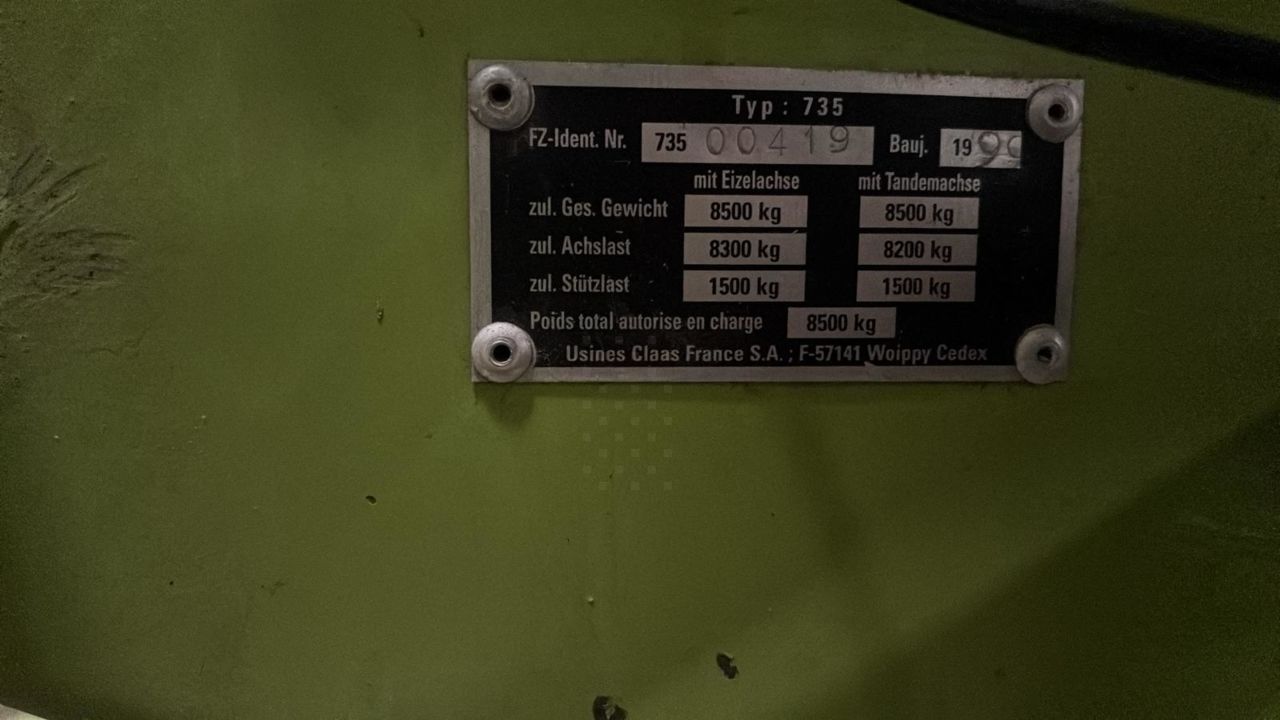 Typ : 735
FZ-Ident. Nr. 735 00419 Bauj. 1990
mit Eizelachse mit Tandemachse
zul. Ges. Gewicht 8500 kg 8500 kg
zul. Achslast 8300 kg 8200 kg
zul. Stützlast 1500 kg 1500 kg
Poids total autorise en charge 8500 kg
Usines Claas France S.A. ; F-57141 Woippy Cedex